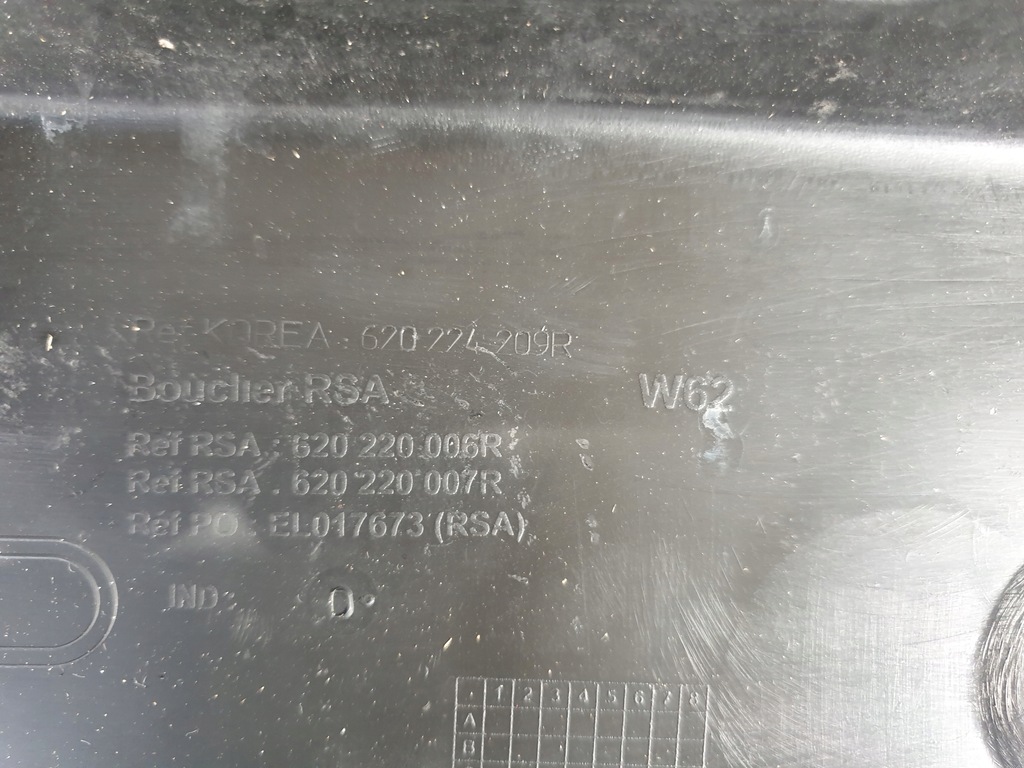 Ref KOREA : 620 224 209R
Bouclier RSA
W62
Ref RSA : 620 220 006R
Ref RSA : 620 220 007R
Ref PO : EL017673 (RSA)
IND : D
1 2 3 4 5 6 7 8
A
B